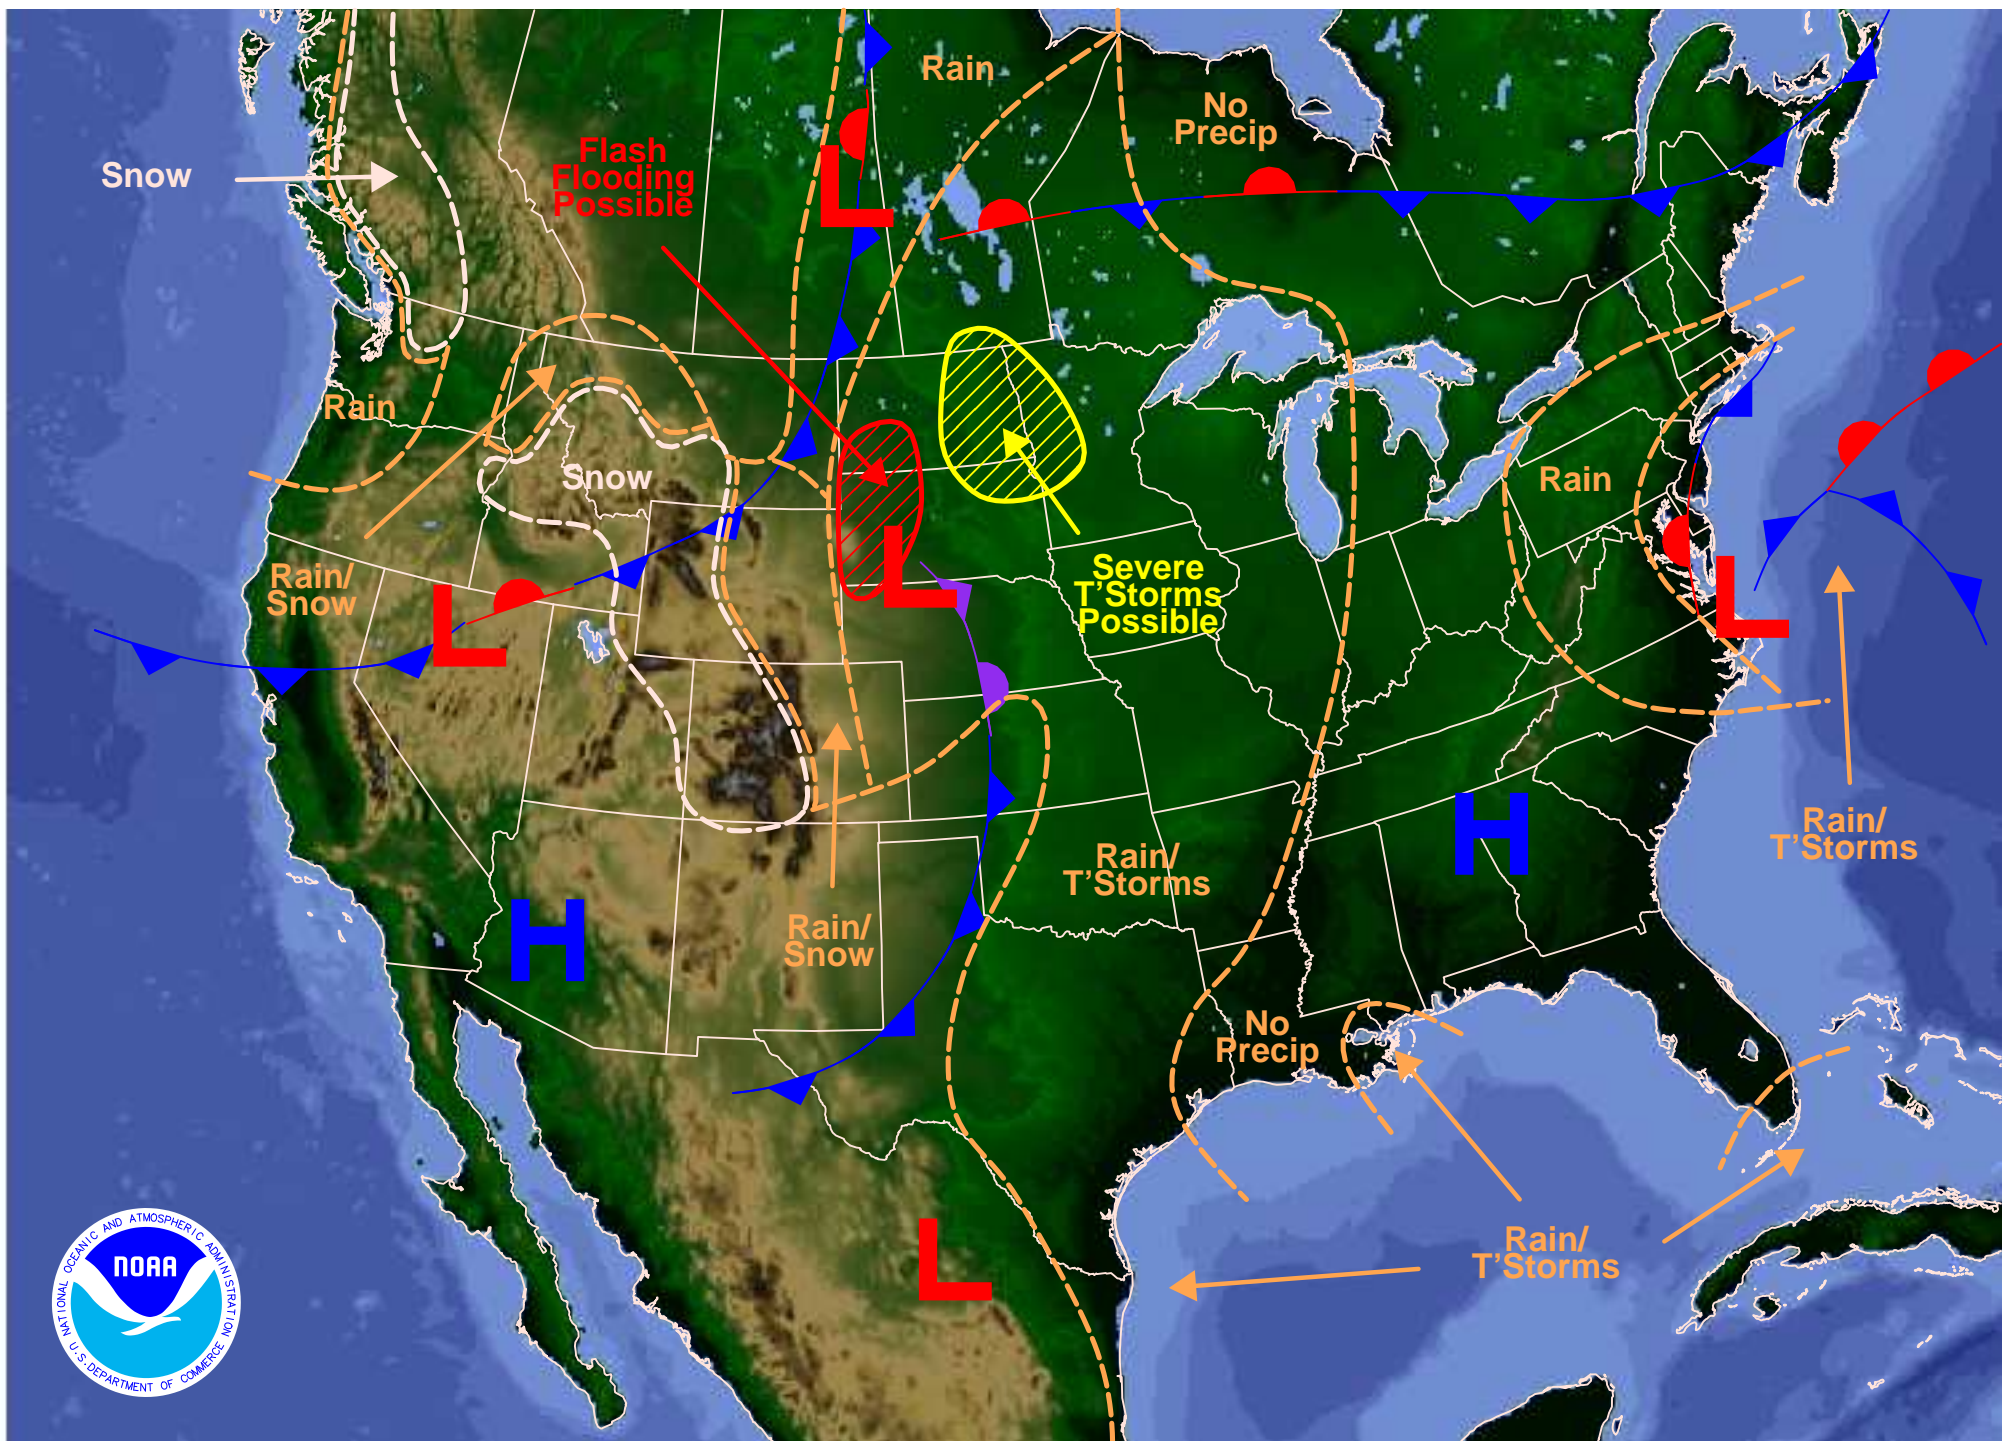 Rain
No
Precip
Flash
Flooding
Possible
Snow
Rain
Snow
Rain
Severe
T'Storms
Possible
Rain/
Snow
L
L
L
L
L
H
H
Rain/
T'Storms
Rain/
T'Storms
Rain/
Snow
No
Precip
Rain/
T'Storms
NATIONAL OCEANIC AND ATMOSPHERIC ADMINISTRATION
NOAA
U.S. DEPARTMENT OF COMMERCE